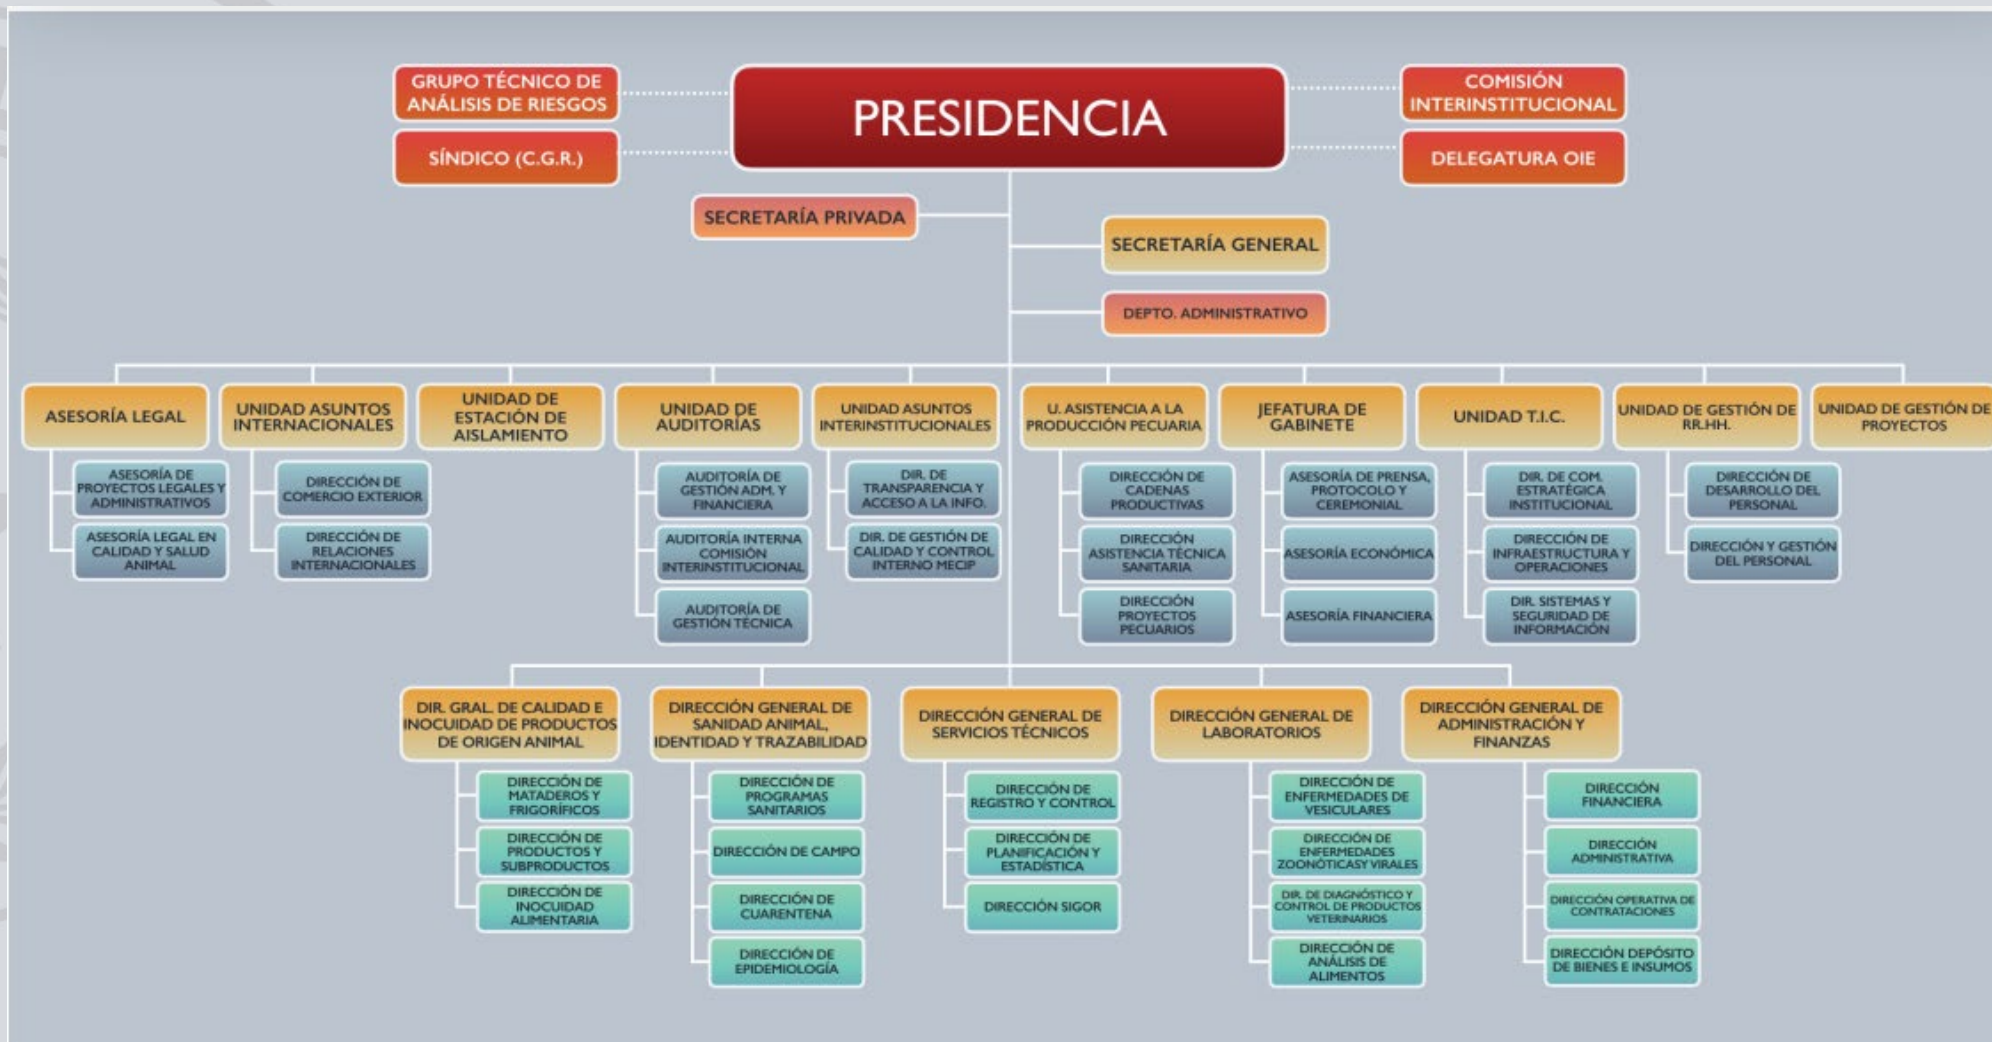 GRUPO TÉCNICO DE
ANÁLISIS DE RIESGOS
SÍNDICO (C.G.R.)
PRESIDENCIA
COMISIÓN
INTERINSTITUCIONAL
DELEGATURA OIE
SECRETARÍA PRIVADA
SECRETARÍA GENERAL
DEPTO. ADMINISTRATIVO
ASESORÍA LEGAL
ASESORÍA DE
PROYECTOS LEGALES Y
ADMINISTRATIVOS
ASESORÍA LEGAL EN
CALIDAD Y SALUD
ANIMAL
UNIDAD ASUNTOS
INTERNACIONALES
DIRECCIÓN DE
COMERCIO EXTERIOR
DIRECCIÓN DE
RELACIONES
INTERNACIONALES
UNIDAD DE
ESTACIÓN DE
AISLAMIENTO
UNIDAD DE
AUDITORÍAS
AUDITORÍA DE
GESTIÓN ADM. Y
FINANCIERA
AUDITORÍA INTERNA
COMISIÓN
INTERINSTITUCIONAL
AUDITORÍA DE
GESTIÓN TÉCNICA
UNIDAD ASUNTOS
INTERINSTITUCIONALES
DIR. DE
TRANSPARENCIA Y
ACCESO A LA INFO.
DIR. DE GESTIÓN DE
CALIDAD Y CONTROL
INTERNO MECIP
U. ASISTENCIA A LA
PRODUCCIÓN PECUARIA
DIRECCIÓN DE
CADENAS
PRODUCTIVAS
DIRECCIÓN
ASISTENCIA TÉCNICA
SANITARIA
DIRECCIÓN
PROYECTOS
PECUARIOS
JEFATURA DE
GABINETE
ASESORÍA DE PRENSA,
PROTOCOLO Y
CEREMONIAL
ASESORÍA ECONÓMICA
ASESORÍA FINANCIERA
UNIDAD T.I.C.
DIR. DE COM.
ESTRATÉGICA
INSTITUCIONAL
DIRECCIÓN DE
INFRAESTRUCTURA Y
OPERACIONES
DIR. SISTEMAS Y
SEGURIDAD DE
INFORMACIÓN
UNIDAD DE GESTIÓN DE
RR.HH.
DIRECCIÓN DE
DESARROLLO DEL
PERSONAL
DIRECCIÓN Y GESTIÓN
DEL PERSONAL
UNIDAD DE GESTIÓN DE
PROYECTOS
DIR. GRAL. DE CALIDAD E
INOCUIDAD DE PRODUCTOS
DE ORIGEN ANIMAL
DIRECCIÓN DE
MATADEROS Y
FRIGORÍFICOS
DIRECCIÓN DE
PRODUCTOS Y
SUBPRODUCTOS
DIRECCIÓN DE
INOCUIDAD
ALIMENTARIA
DIRECCIÓN GENERAL DE
SANIDAD ANIMAL,
IDENTIDAD Y TRAZABILIDAD
DIRECCIÓN DE
PROGRAMAS
SANITARIOS
DIRECCIÓN DE CAMPO
DIRECCIÓN DE
CUARENTENA
DIRECCIÓN DE
EPIDEMIOLOGÍA
DIRECCIÓN GENERAL DE
SERVICIOS TÉCNICOS
DIRECCIÓN DE
REGISTRO Y CONTROL
DIRECCIÓN DE
PLANIFICACIÓN Y
ESTADÍSTICA
DIRECCIÓN SIGOR
DIRECCIÓN GENERAL DE
LABORATORIOS
DIRECCIÓN DE
ENFERMEDADES DE
VESICULARES
DIRECCIÓN DE
ENFERMEDADES
ZOONÓTICASY VIRALES
DIR. DE DIAGNÓSTICO Y
CONTROL DE PRODUCTOS
VETERINARIOS
DIRECCIÓN DE
ANÁLISIS DE
ALIMENTOS
DIRECCIÓN GENERAL DE
ADMINISTRACIÓN Y
FINANZAS
DIRECCIÓN
FINANCIERA
DIRECCIÓN
ADMINISTRATIVA
DIRECCIÓN OPERATIVA DE
CONTRATACIONES
DIRECCIÓN DEPÓSITO
DE BIENES E INSUMOS